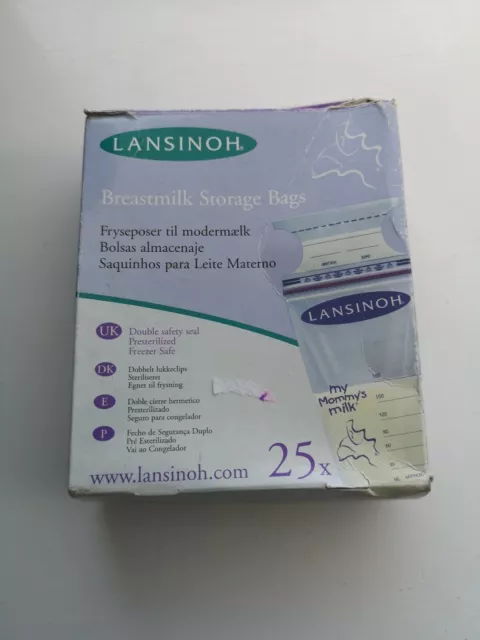 LANSINOH®
Breastmilk Storage Bags
Fryseposer til modermælk
Bolsas almacenaje
Saquinhos para Leite Materno
LANSINOH
UK
Double safety seal
Presterilized
Freezer Safe
DK
Dobbelt lukkeclips
Steriliseret
Egnet til frysning
E
Doble cierre hermetico
Presterilizado
Seguro para congelador
P
Fecho de Segurança Duplo
Pré Esterilizado
Vai ao Congelador
my
Mommy's
milk
www.lansinoh.com
25x